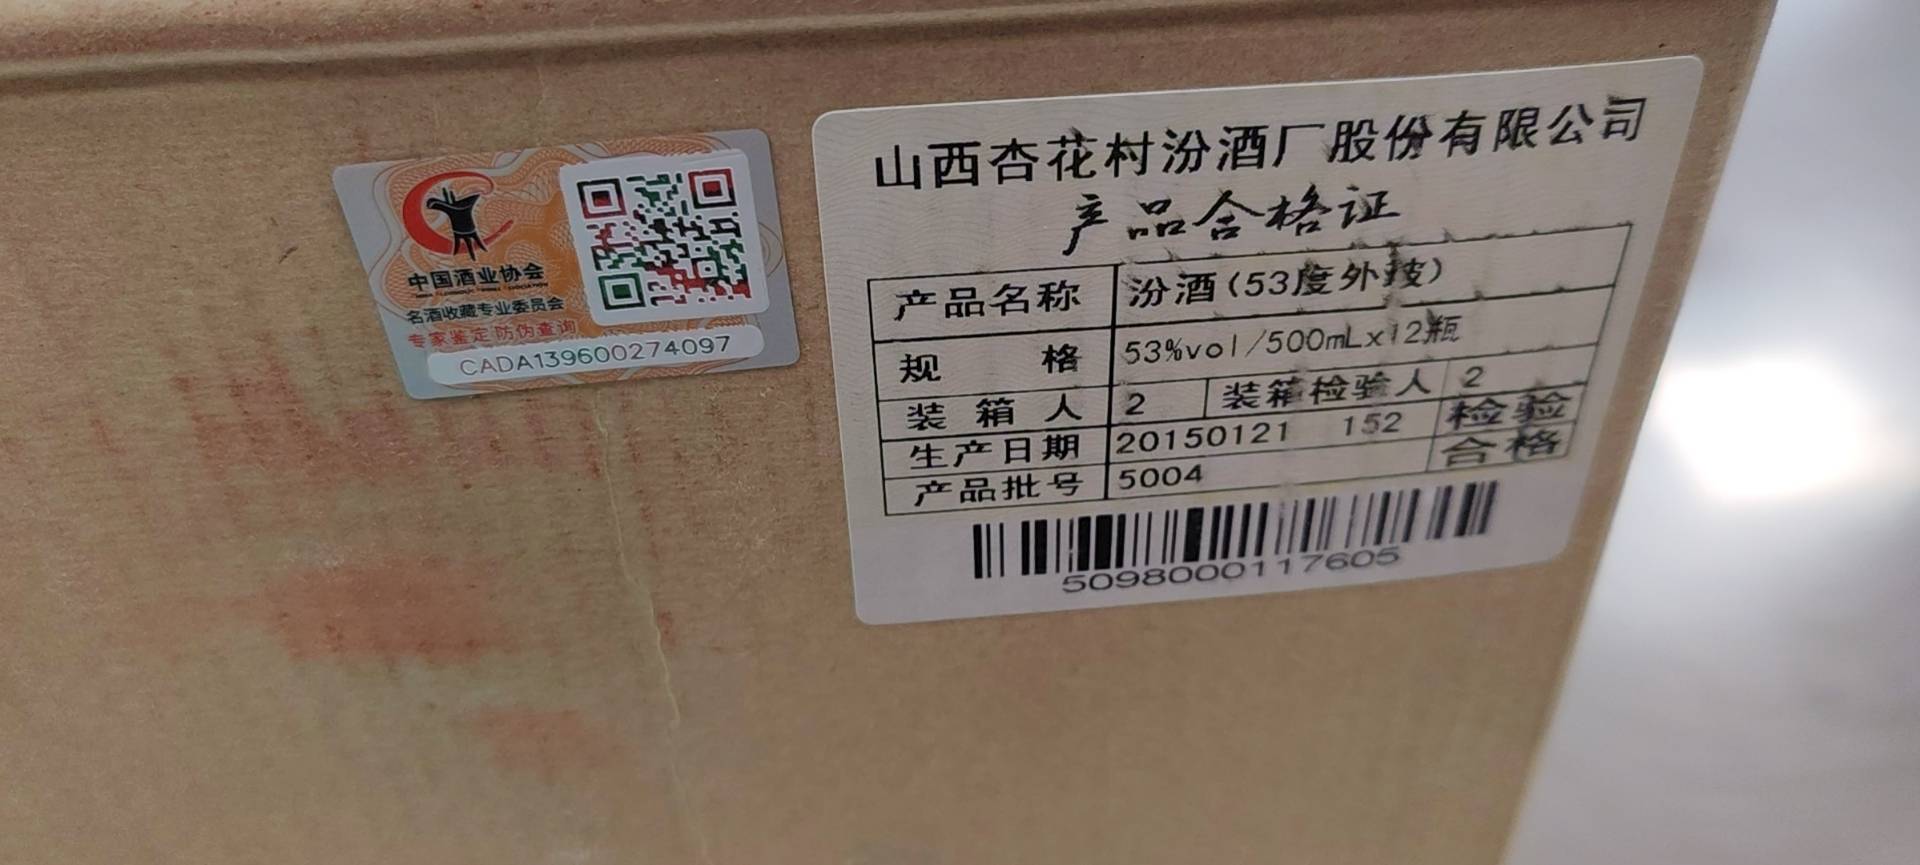 中国酒业协会
名酒收藏专业委员会
专家鉴定 防伪查询
CADA139600274097
山西杏花村汾酒厂股份有限公司
产品合格证
产品名称 汾酒(53度外技)
规 格 53%vol/500mLx12瓶
装 箱 人 2 装箱检验人 2
生产日期 20150121 152 检验
产品批号 5004 合格
5098000117605